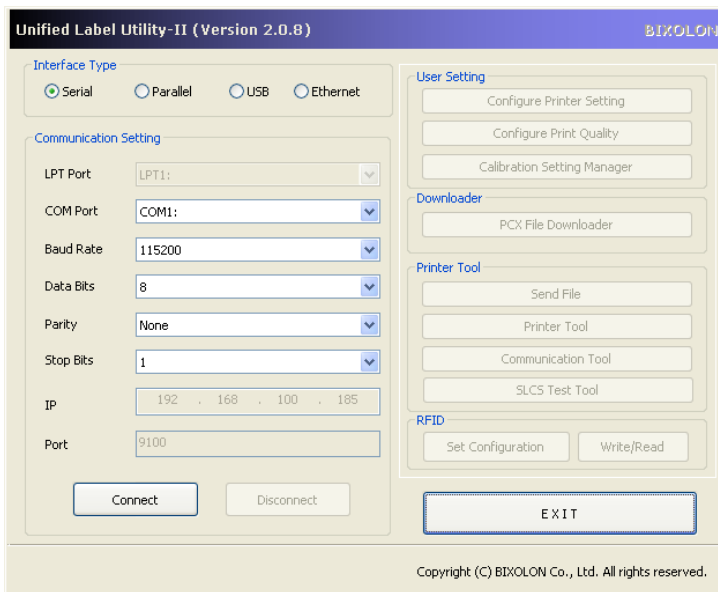 Unified Label Utility-II (Version 2.0.8)
BIXOLON
Interface Type
Serial Parallel USB Ethernet
Communication Setting
LPT Port LPT1:
COM Port COM1:
Baud Rate 115200
Data Bits 8
Parity None
Stop Bits 1
IP 192 . 168 . 100 . 185
Port 9100
Connect Disconnect
User Setting
Configure Printer Setting
Configure Print Quality
Calibration Setting Manager
Downloader
PCX File Downloader
Printer Tool
Send File
Printer Tool
Communication Tool
SLCS Test Tool
RFID
Set Configuration Write/Read
EXIT
Copyright (C) BIXOLON Co., Ltd. All rights reserved.